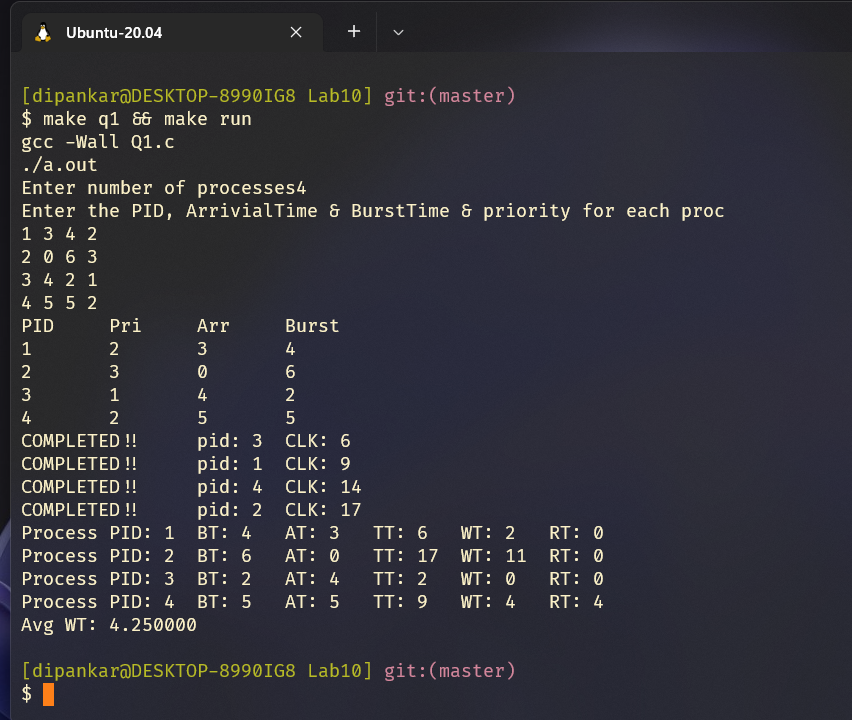 Ubuntu-20.04
[dipankar@DESKTOP-8990IG8 Lab10] git:(master)
$ make q1 && make run
gcc -Wall Q1.c
./a.out
Enter number of processes4
Enter the PID, ArrivialTime & BurstTime & priority for each proc
1 3 4 2
2 0 6 3
3 4 2 1
4 5 5 2
PID Pri Arr Burst
1 2 3 4
2 3 0 6
3 1 4 2
4 2 5 5
COMPLETED!! pid: 3 CLK: 6
COMPLETED!! pid: 1 CLK: 9
COMPLETED!! pid: 4 CLK: 14
COMPLETED!! pid: 2 CLK: 17
Process PID: 1 BT: 4 AT: 3 TT: 6 WT: 2 RT: 0
Process PID: 2 BT: 6 AT: 0 TT: 17 WT: 11 RT: 0
Process PID: 3 BT: 2 AT: 4 TT: 2 WT: 0 RT: 0
Process PID: 4 BT: 5 AT: 5 TT: 9 WT: 4 RT: 4
Avg WT: 4.250000
[dipankar@DESKTOP-8990IG8 Lab10] git:(master)
$